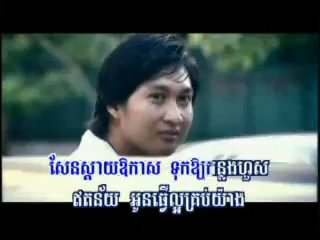 សែនស្ដាយឱកាស ទុកឱ្យកន្លងហួស
ឥតន័យ អូនធ្វើល្អគ្រប់យ៉ាង